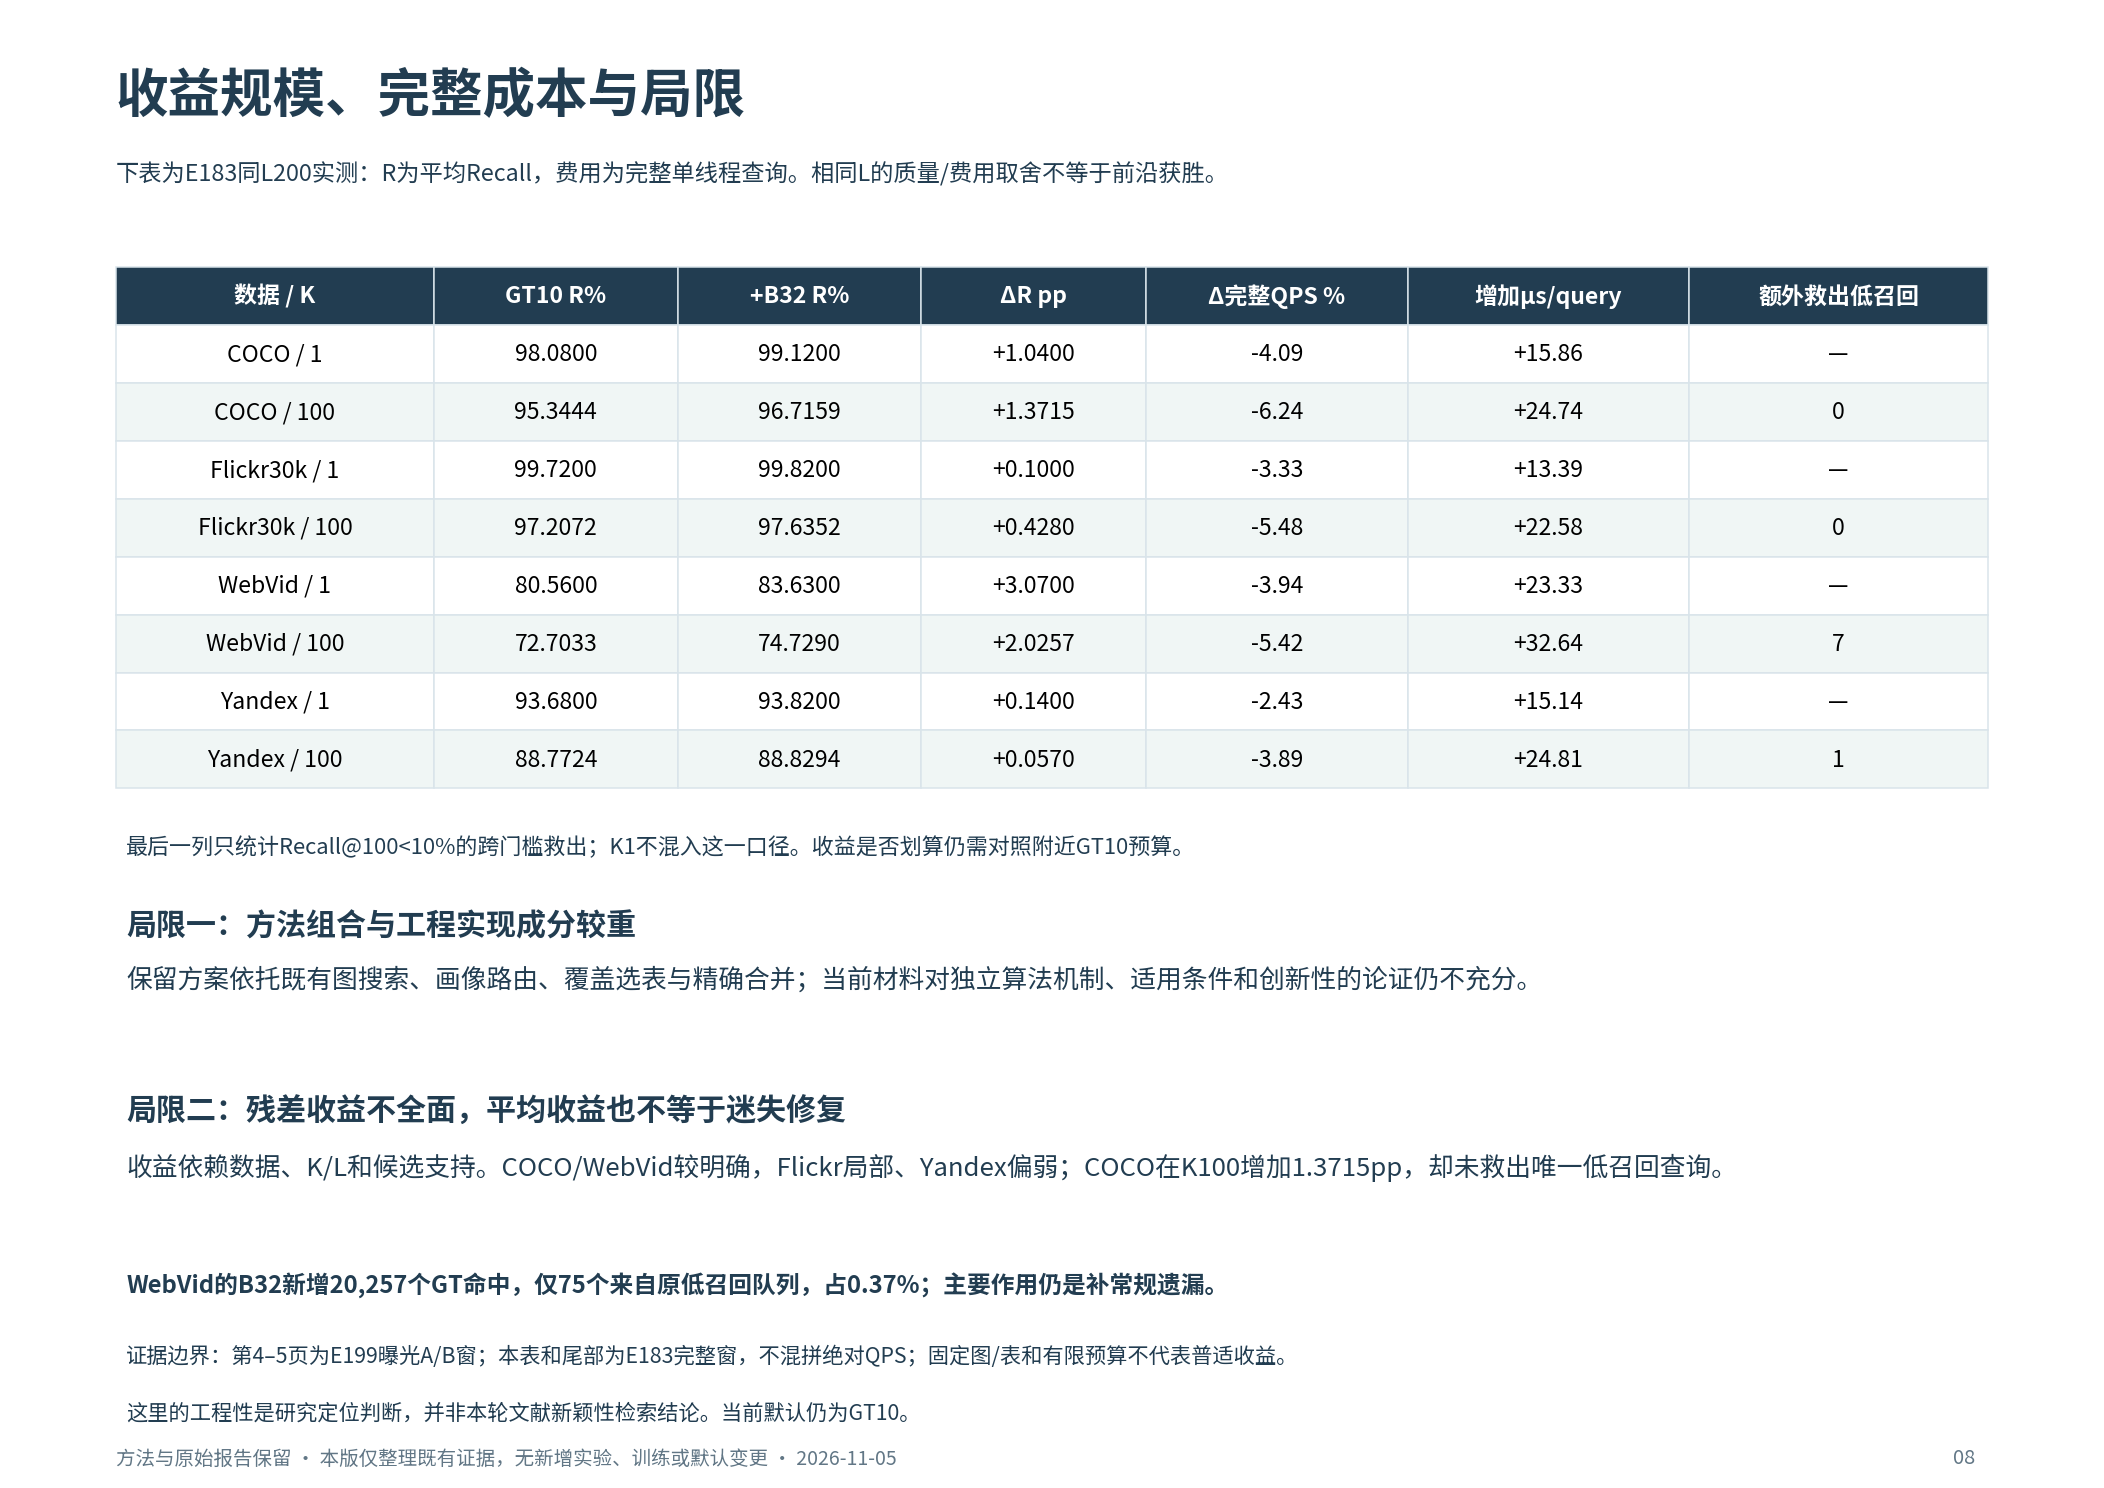 收益规模、完整成本与局限
下表为E183同L200实测：R为平均Recall，费用为完整单线程查询。相同L的质量/费用取舍不等于前沿获胜。
数据 / K GT10 R% +B32 R% ΔR pp Δ完整QPS % 增加μs/query 额外救出低召回
COCO / 1 98.0800 99.1200 +1.0400 -4.09 +15.86 —
COCO / 100 95.3444 96.7159 +1.3715 -6.24 +24.74 0
Flickr30k / 1 99.7200 99.8200 +0.1000 -3.33 +13.39 —
Flickr30k / 100 97.2072 97.6352 +0.4280 -5.48 +22.58 0
WebVid / 1 80.5600 83.6300 +3.0700 -3.94 +23.33 —
WebVid / 100 72.7033 74.7290 +2.0257 -5.42 +32.64 7
Yandex / 1 93.6800 93.8200 +0.1400 -2.43 +15.14 —
Yandex / 100 88.7724 88.8294 +0.0570 -3.89 +24.81 1
最后一列只统计Recall@100<10%的跨门槛救出；K1不混入这一口径。收益是否划算仍需对照附近GT10预算。
局限一：方法组合与工程实现成分较重
保留方案依托既有图搜索、画像路由、覆盖选表与精确合并；当前材料对独立算法机制、适用条件和创新性的论证仍不充分。
局限二：残差收益不全面，平均收益也不等于迷失修复
收益依赖数据、K/L和候选支持。COCO/WebVid较明确，Flickr局部、Yandex偏弱；COCO在K100增加1.3715pp，却未救出唯一低召回查询。
WebVid的B32新增20,257个GT命中，仅75个来自原低召回队列，占0.37%；主要作用仍是补常规遗漏。
证据边界：第4–5页为E199曝光A/B窗；本表和尾部为E183完整窗，不混拼绝对QPS；固定图/表和有限预算不代表普适收益。
这里的工程性是研究定位判断，并非本轮文献新颖性检索结论。当前默认仍为GT10。
方法与原始报告保留 · 本版仅整理既有证据，无新增实验、训练或默认变更 · 2026-11-05 08